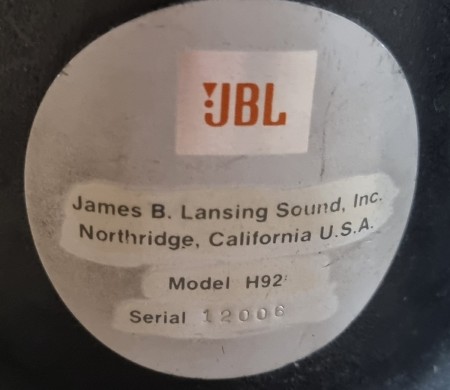 JBL
James B. Lansing Sound, Inc.
Northridge, California U.S.A.
Model H92
Serial 12006